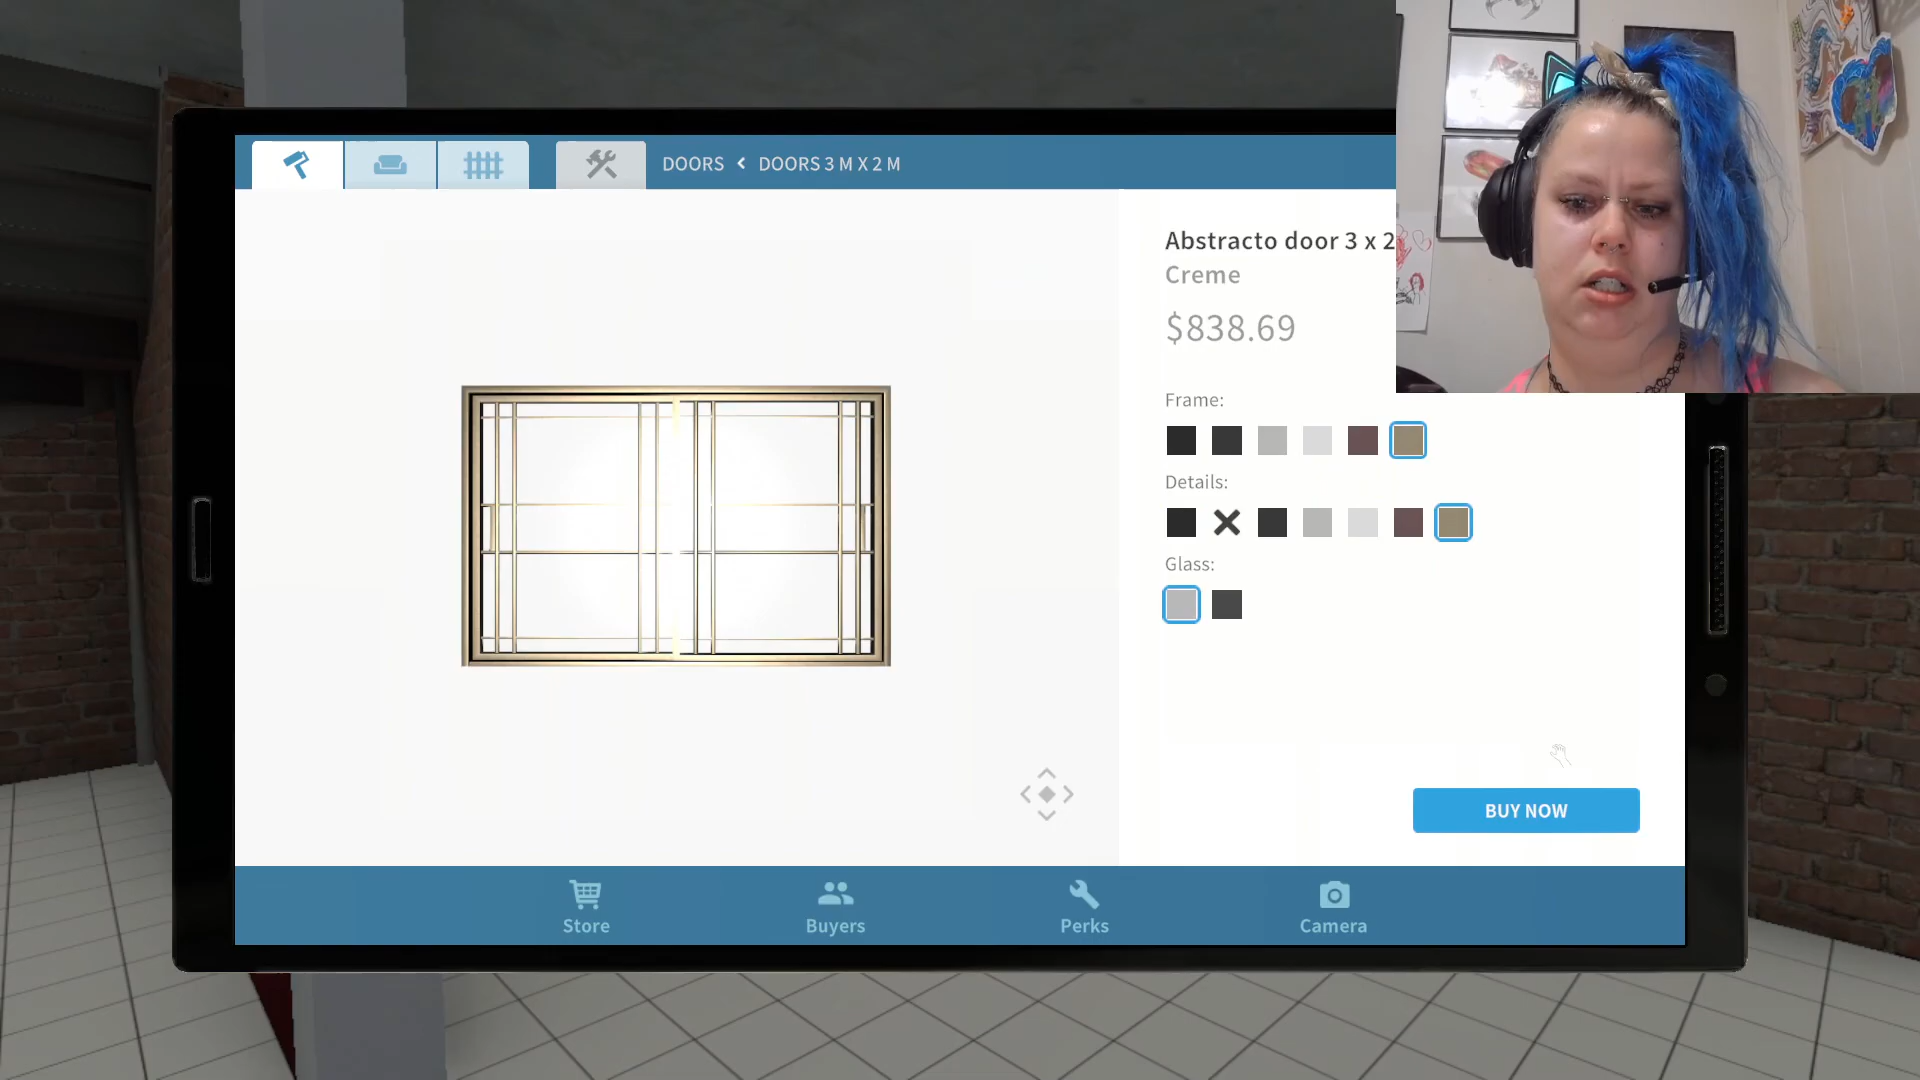 DOORS < DOORS 3 M X 2 M
Abstracto door 3 x 2
Creme
$838.69
Frame:
Details:
Glass:
BUY NOW
Store
Buyers
Perks
Camera